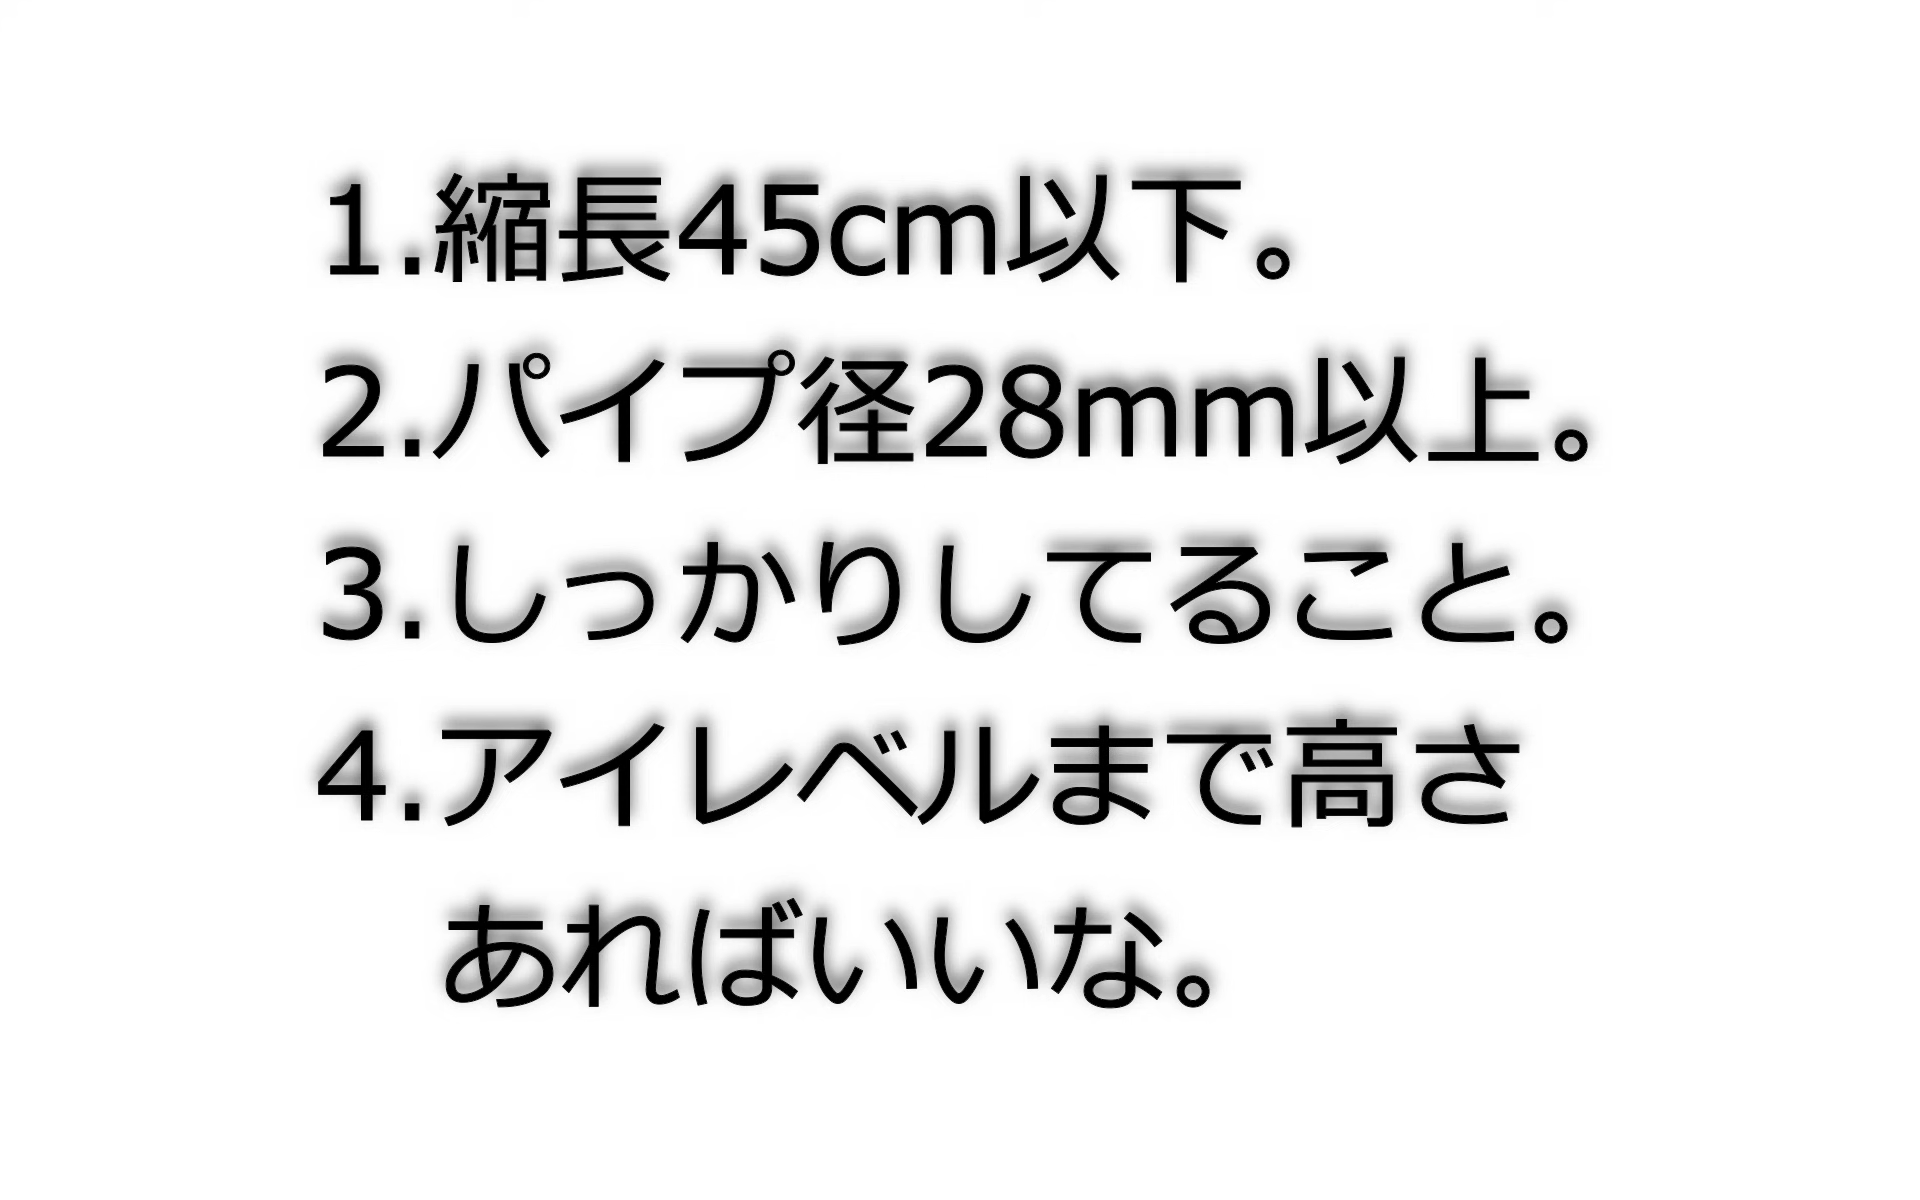 1.縮長45cm以下。
2.パイプ径28mm以上。
3.しっかりしてること。
4.アイレベルまで高さ
あればいいな。